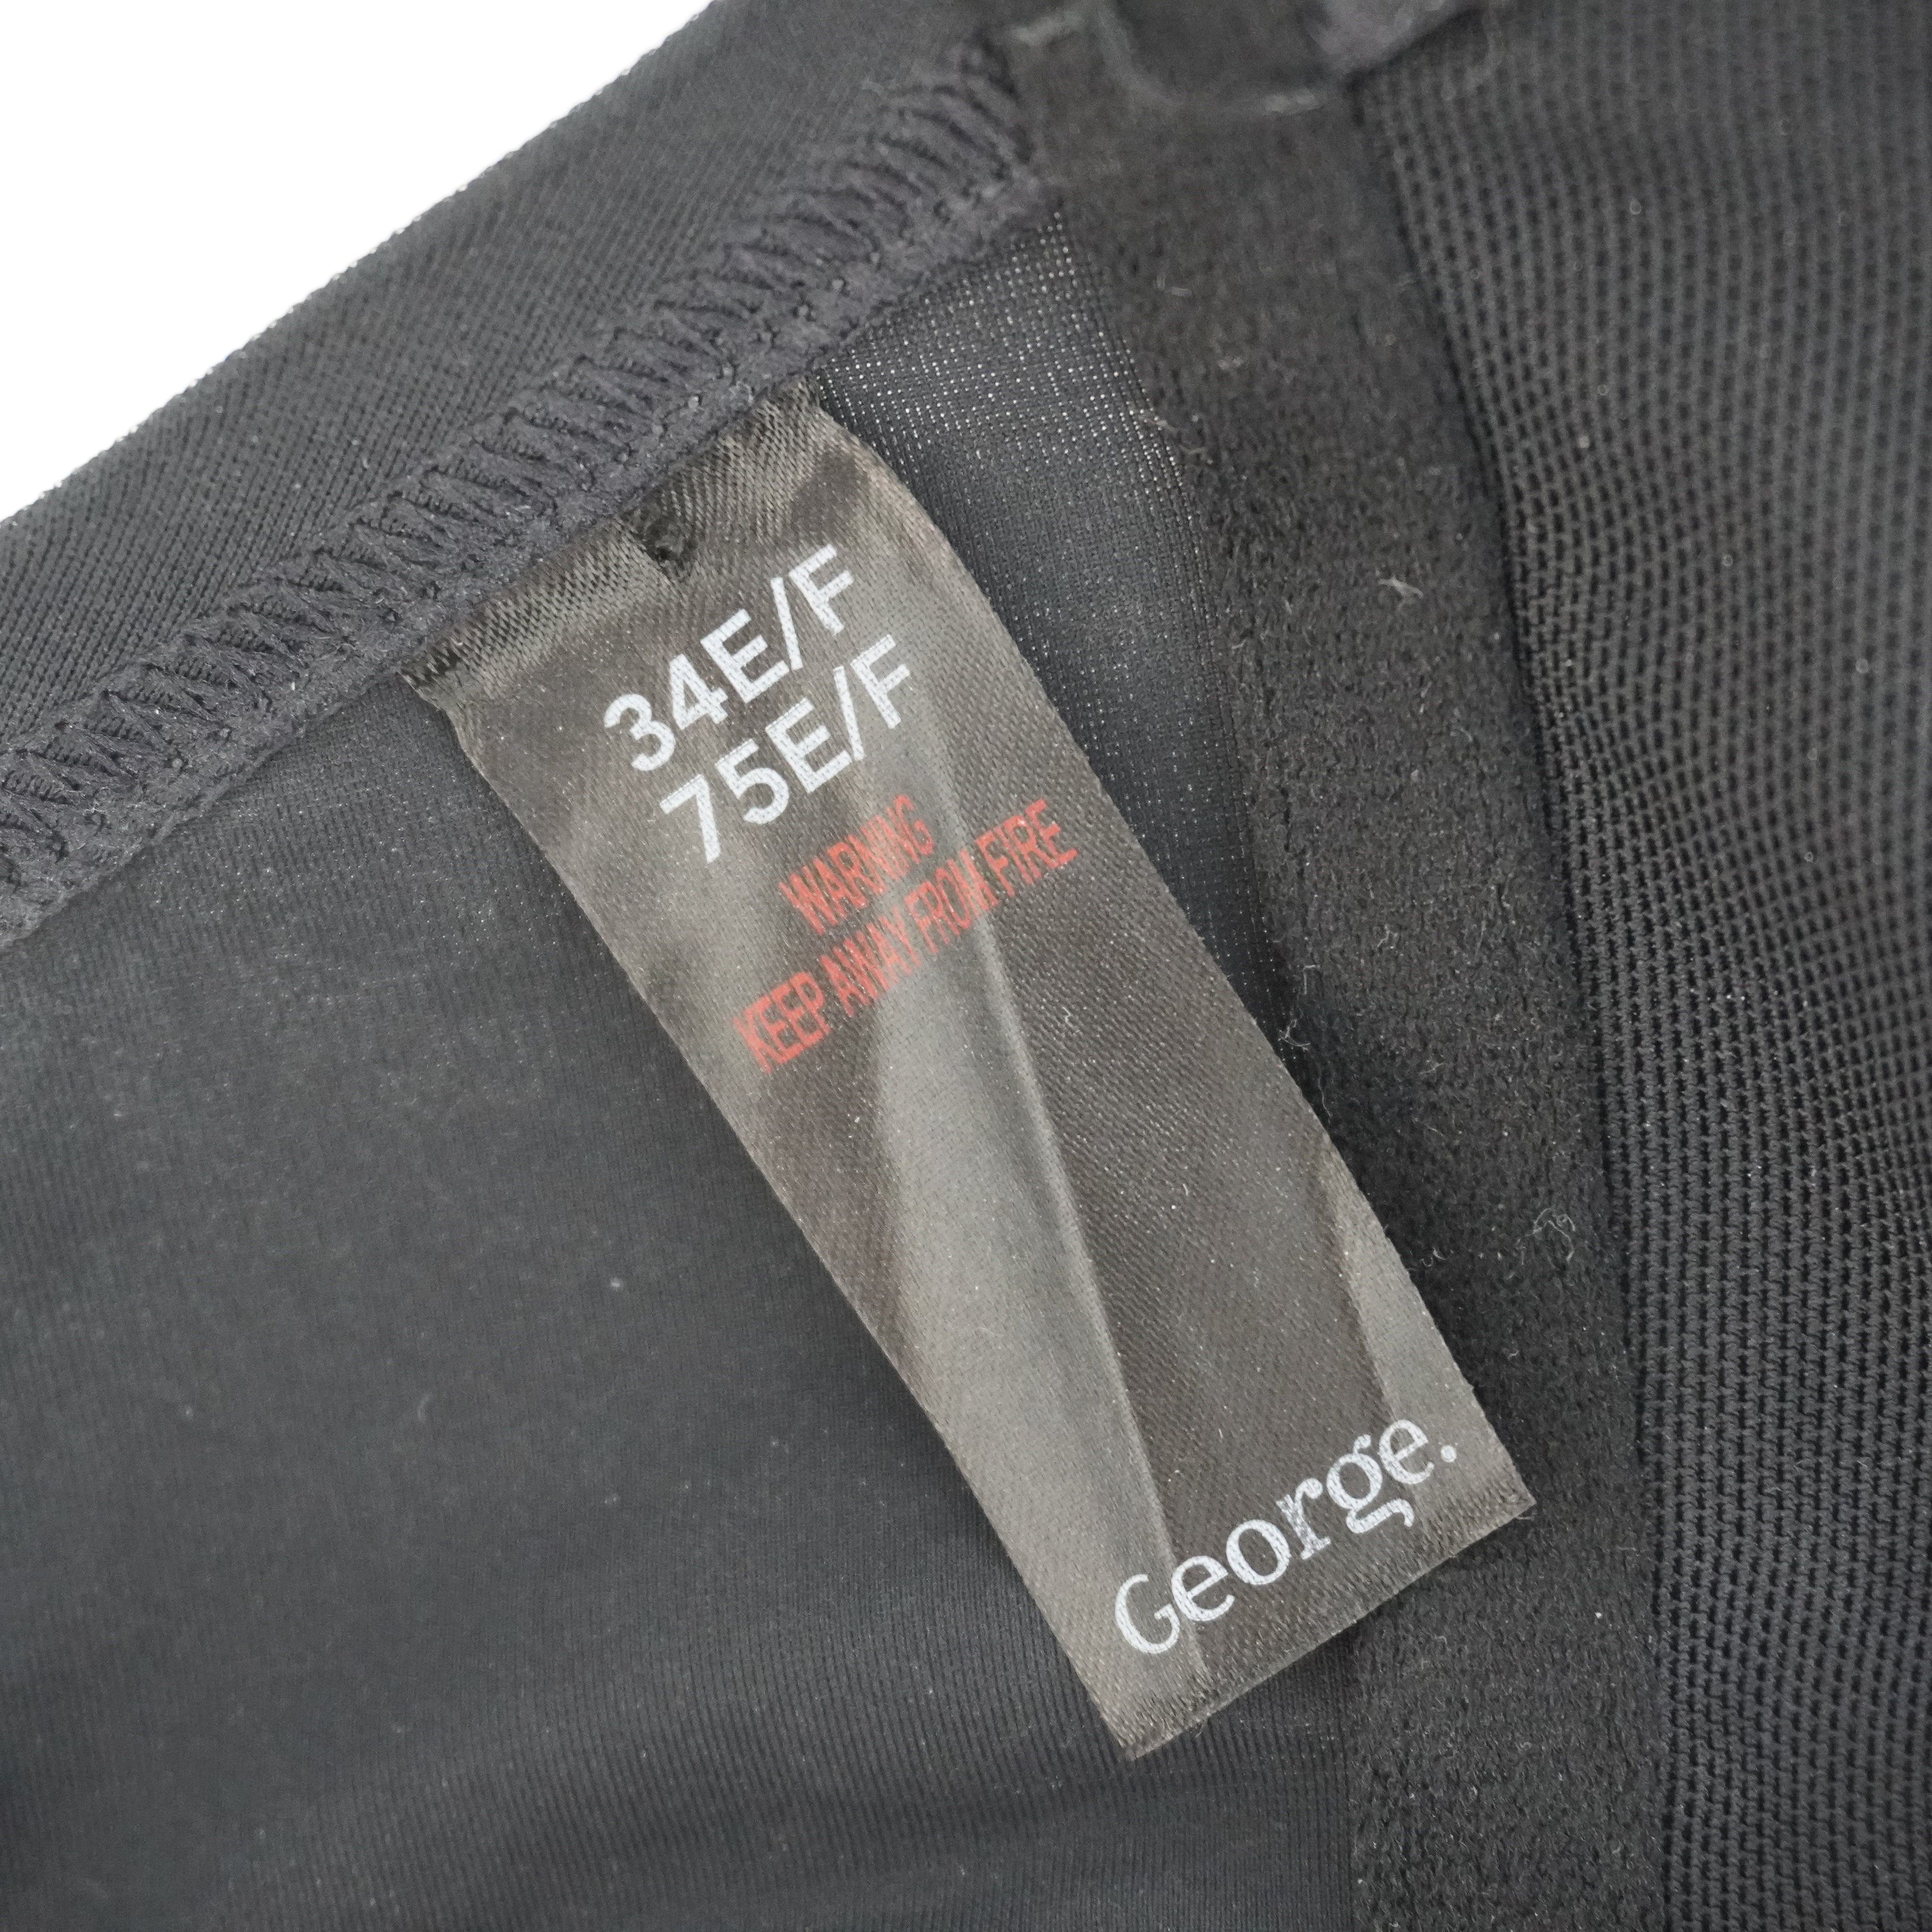 34E/F
75E/F
WARNING
KEEP AWAY FROM FIRE
George.